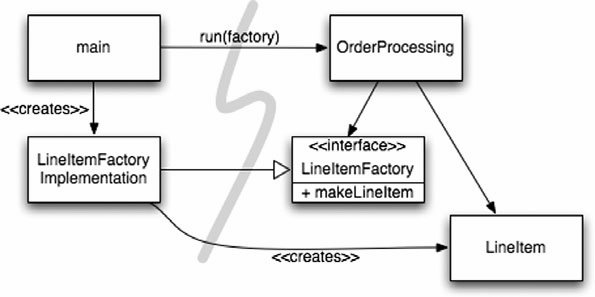 main
run(factory)
OrderProcessing
<<creates>>
LineItemFactory
Implementation
<<interface>>
LineItemFactory
+ makeLineItem
<<creates>>
LineItem